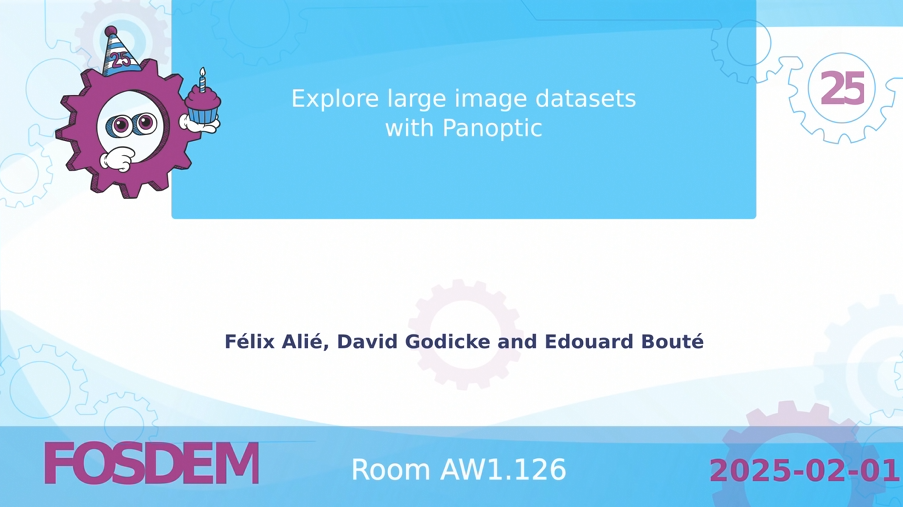 25
Explore large image datasets
with Panoptic
25
Félix Alié, David Godicke and Edouard Bouté
FOSDEM
Room AW1.126
2025-02-01